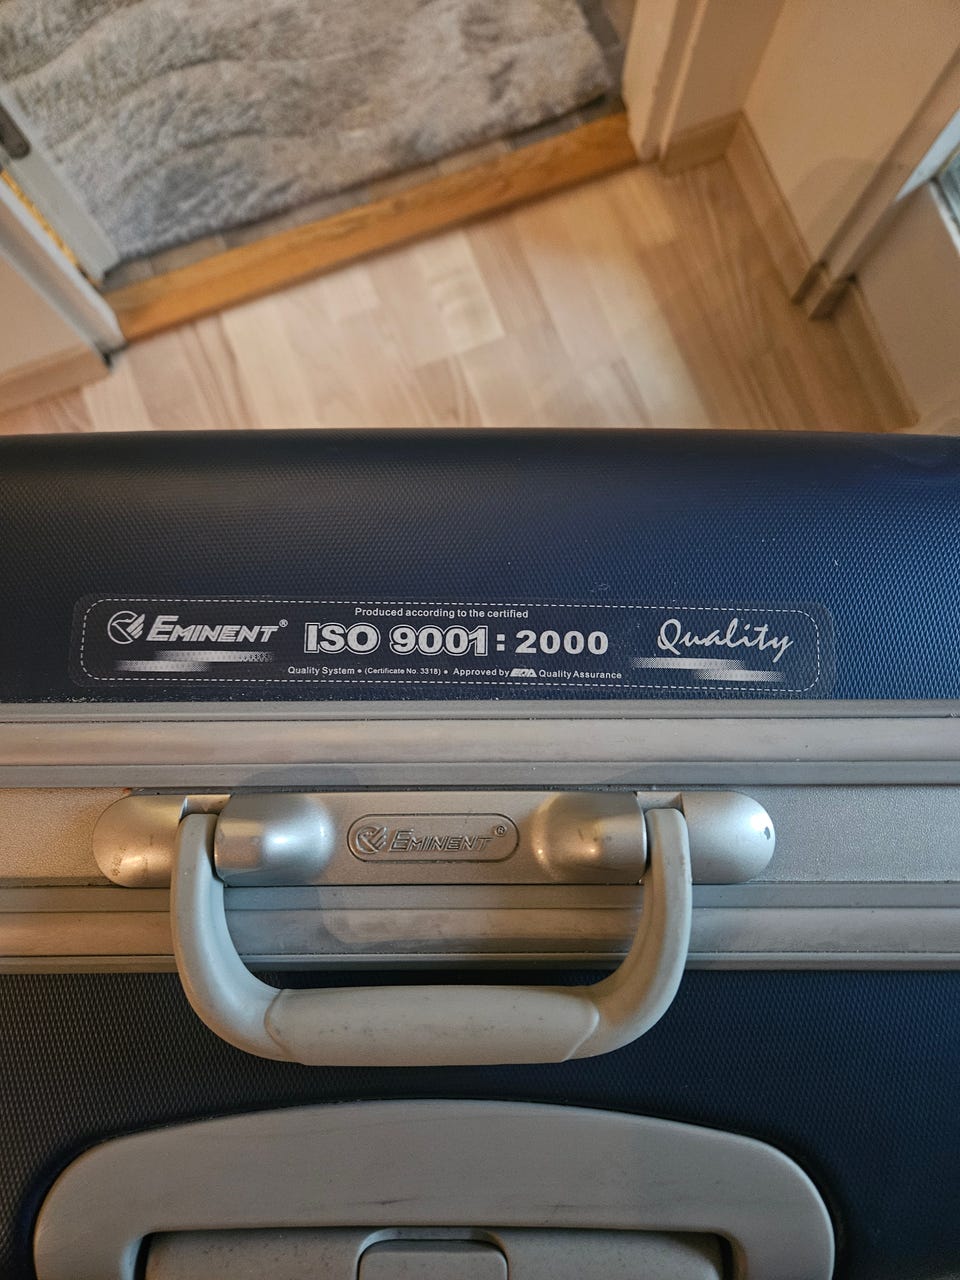 EMINENT®
Produced according to the certified
ISO 9001 : 2000
Quality System • (Certificate No. 3318) • Approved by Quality Assurance
Quality
EMINENT®